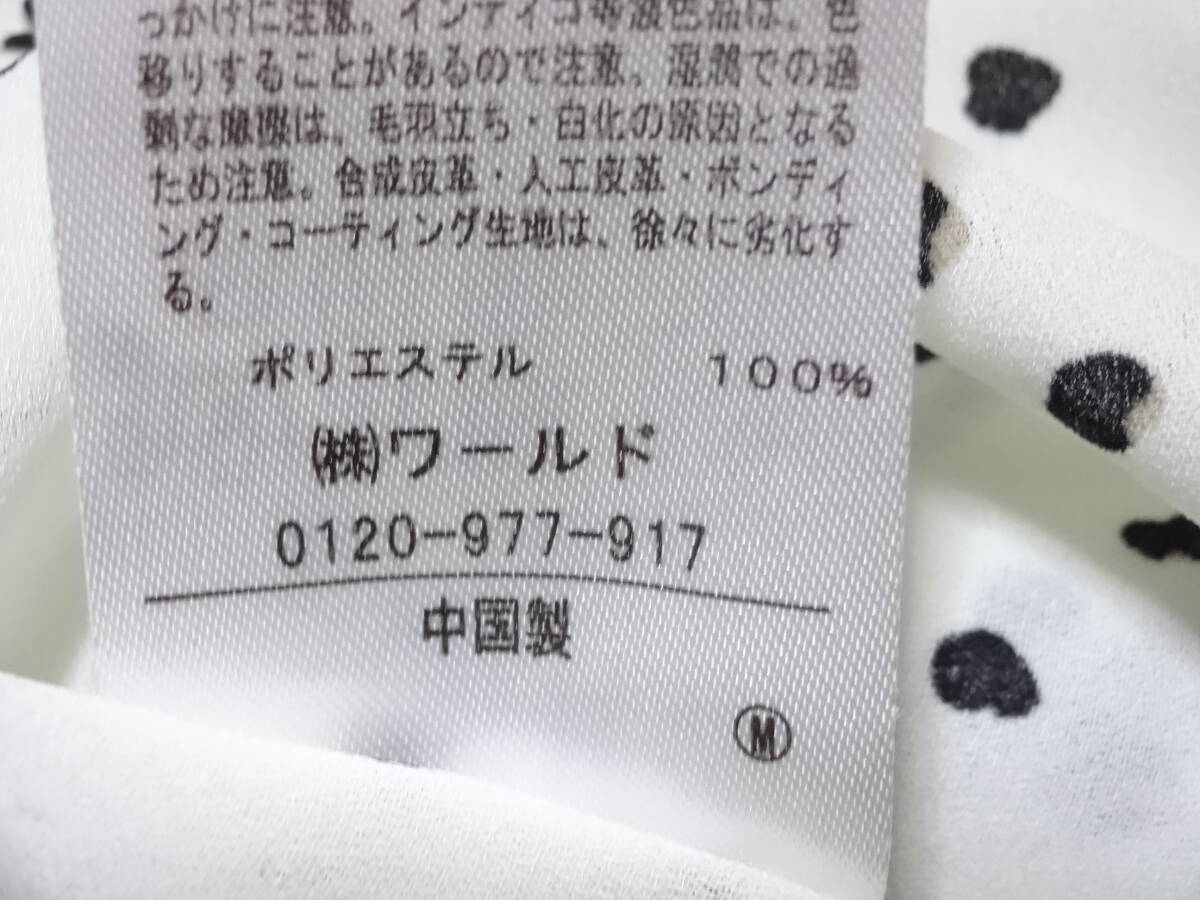 っかけに注意。インディゴ等濃色品は、色
移りすることがあるので注意。湿潤での過
剰な摩擦は、毛羽立ち・白化の原因となる
ため注意。合成皮革・人工皮革・ボンディ
ング・コーティング生地は、徐々に劣化す
る。
ポリエステル 100%
㈱ワールド
0120-977-917
中国製
Ⓜ